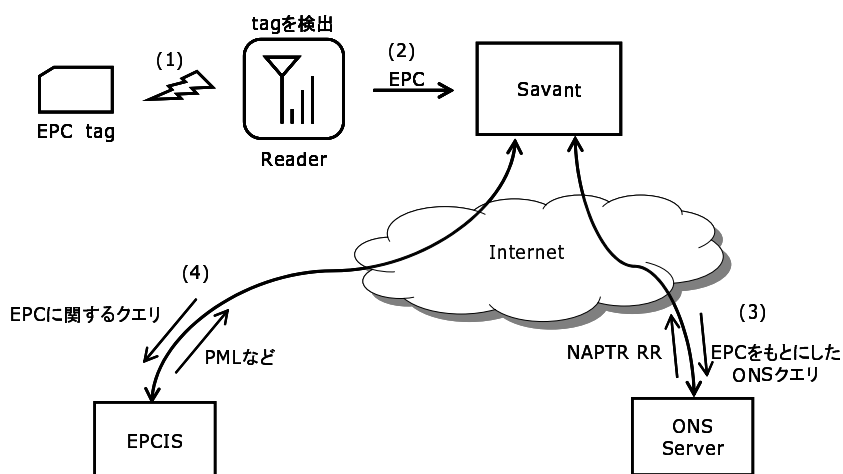 tagを検出
(1)
(2)
EPC
Savant
EPC tag
Reader
Internet
(4)
EPCに関するクエリ
PMLなど
(3)
NAPTR RR
EPCをもとにした
ONSクエリ
EPCIS
ONS
Server